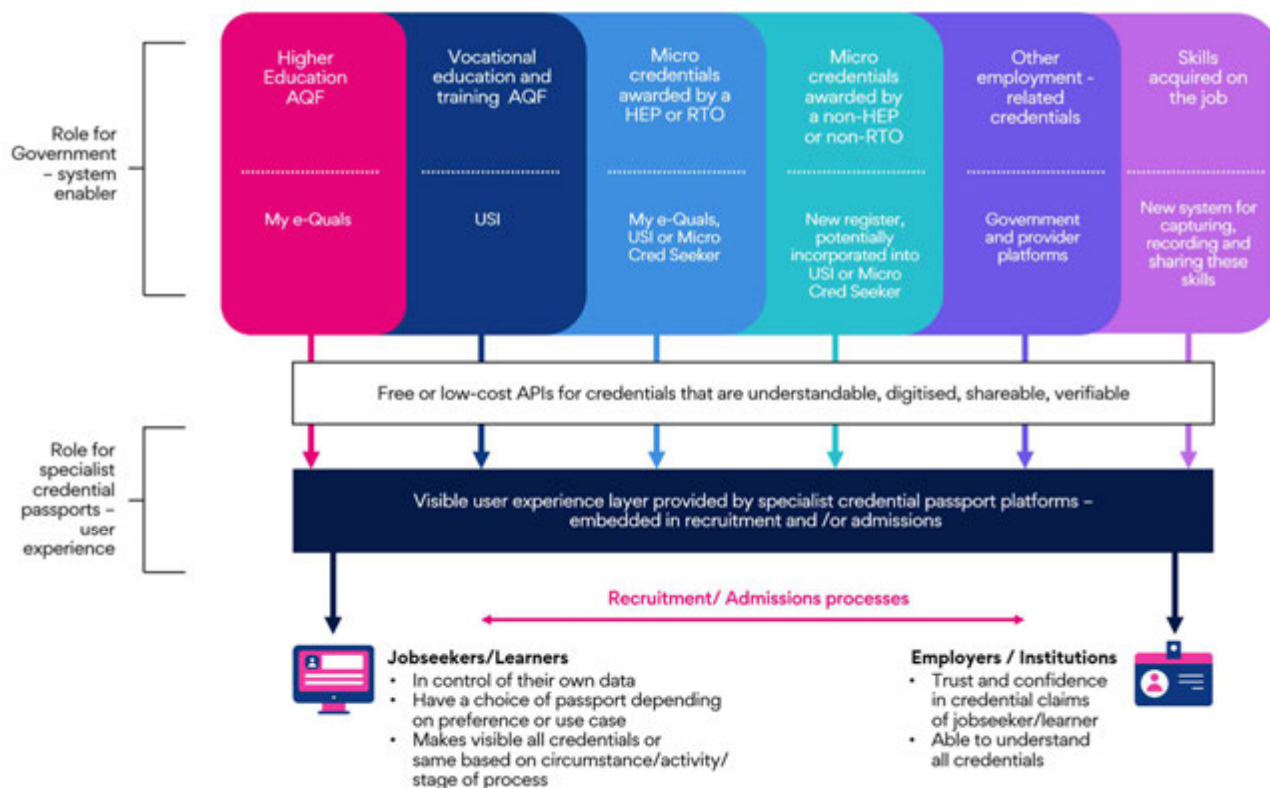 Role for
Government
– system
enabler
Higher
Education
AQF
My e-Quals
Vocational
education and
training AQF
USI
Micro
credentials
awarded by a
HEP or RTO
My e-Quals,
USI or Micro
Cred Seeker
Micro
credentials
awarded by
a non-HEP
or non-RTO
New register,
potentially
incorporated into
USI or Micro
Cred Seeker
Other
employment -
related
credentials
Government
and provider
platforms
Skills
acquired on
the job
New system for
capturing,
recording and
sharing these
skills
Free or low-cost APIs for credentials that are understandable, digitised, shareable, verifiable
Role for
specialist
credential
passports –
user
experience
Visible user experience layer provided by specialist credential passport platforms –
embedded in recruitment and /or admissions
Recruitment/ Admissions processes
Jobseekers/Learners
• In control of their own data
• Have a choice of passport depending
on preference or use case
• Makes visible all credentials or
same based on circumstance/activity/
stage of process
Employers / Institutions
• Trust and confidence
in credential claims
of jobseeker/learner
• Able to understand
all credentials